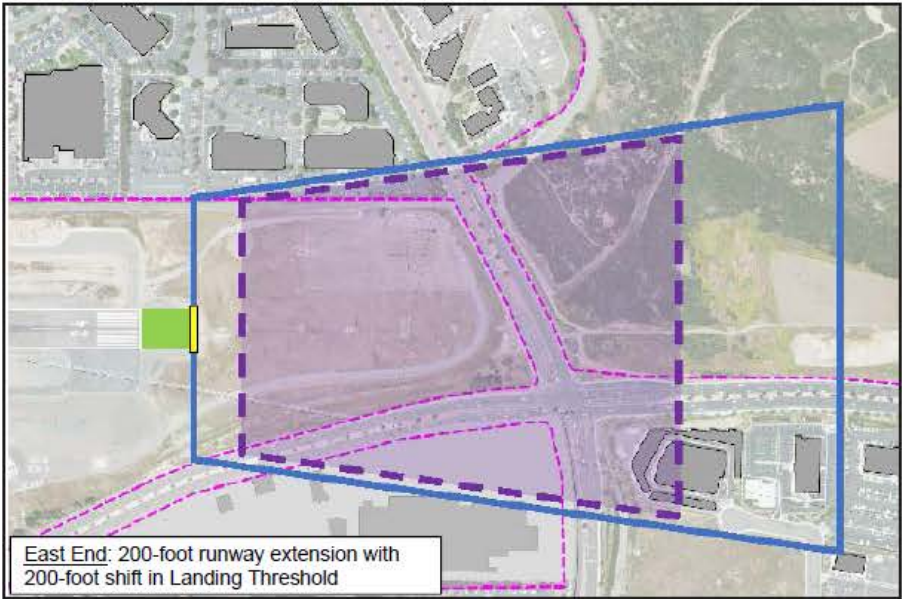 East End: 200-foot runway extension with
200-foot shift in Landing Threshold